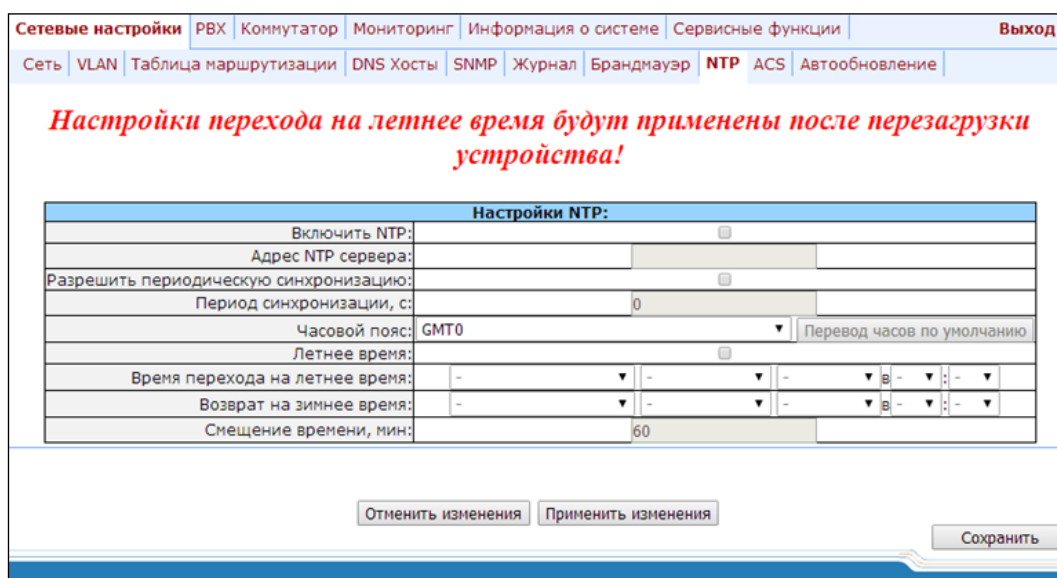 Сетевые настройки PBX Коммутатор Мониторинг Информация о системе Сервисные функции Выход
Сеть VLAN Таблица маршрутизации DNS Хосты SNMP Журнал Брандмауэр NTP ACS Автообновление
Настройки перехода на летнее время будут применены после перезагрузки
устройства!
Настройки NTP:
Включить NTP:
Адрес NTP сервера:
Разрешить периодическую синхронизацию:
Период синхронизации, с: 0
Часовой пояс: GMT0 Перевод часов по умолчанию
Летнее время:
Время перехода на летнее время: - - - в - : -
Возврат на зимнее время: - - - в - : -
Смещение времени, мин: 60
Отменить изменения Применить изменения
Сохранить